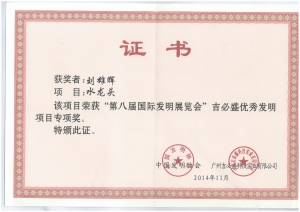 证书
获奖者：刘雄辉
项目：水龙头
该项目荣获“第八届国际发明展览会”吉必盛优秀发明
项目专项奖。
特颁此证。
中国发明协会
2014年11月